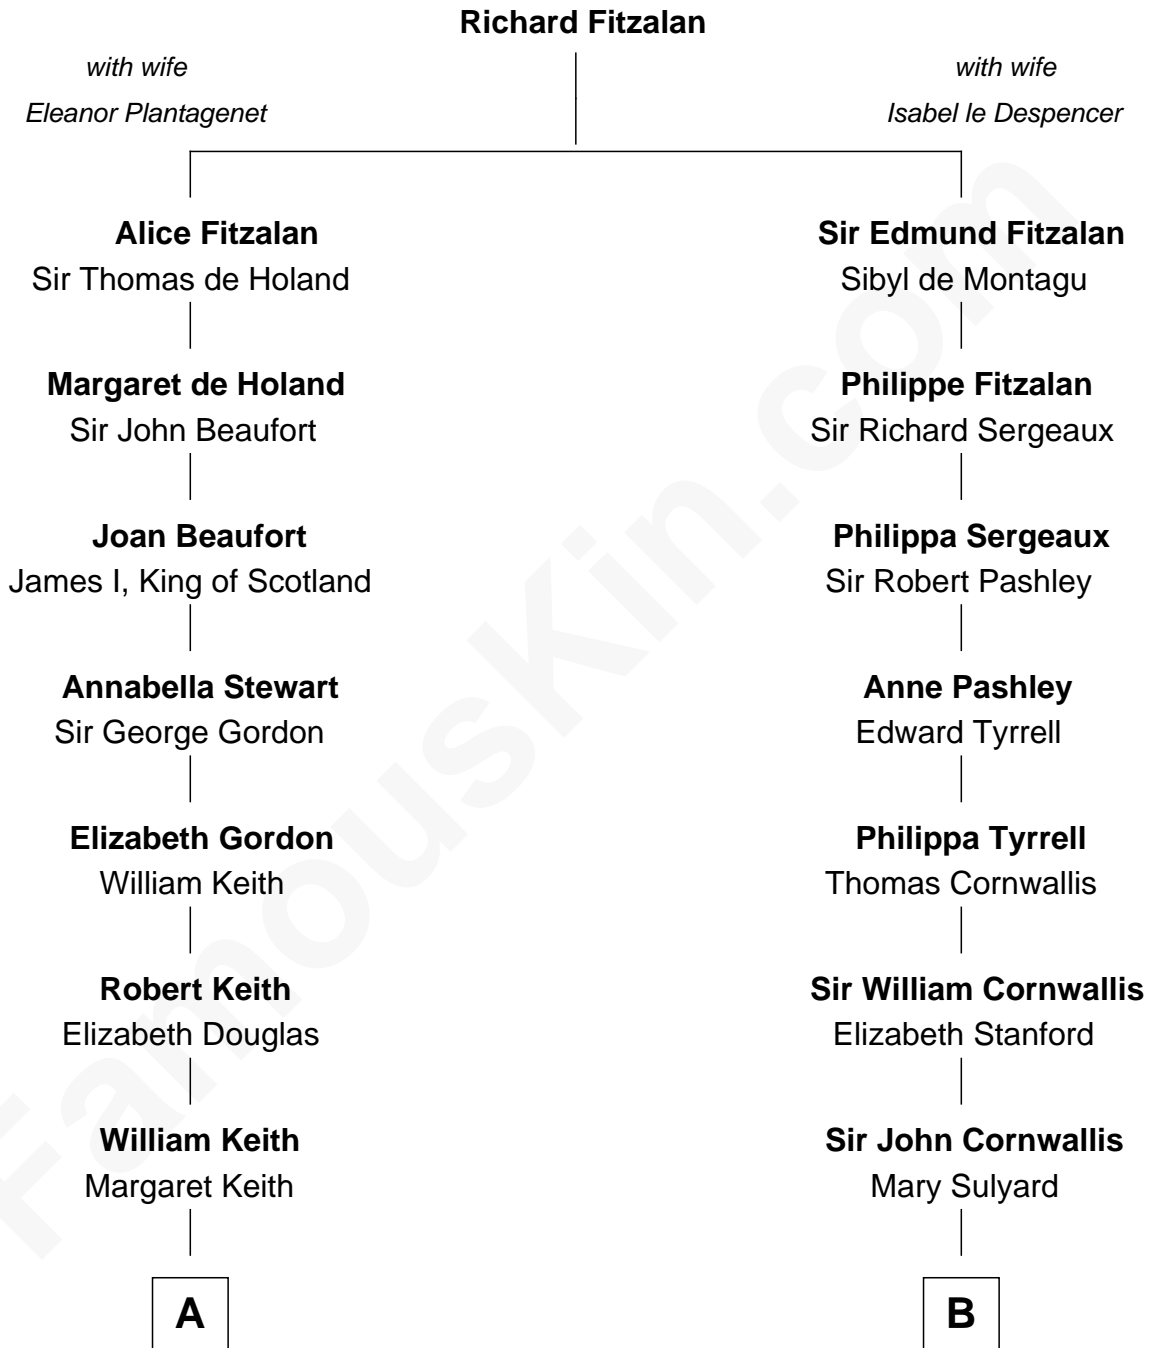 Richard Fitzalan
with wife
Eleanor Plantagenet
with wife
Isabel le Despencer
Alice Fitzalan
Sir Thomas de Holand
Sir Edmund Fitzalan
Sibyl de Montagu
Margaret de Holand
Sir John Beaufort
Philippe Fitzalan
Sir Richard Sergeaux
Joan Beaufort
James I, King of Scotland
Philippa Sergeaux
Sir Robert Pashley
Annabella Stewart
Sir George Gordon
Anne Pashley
Edward Tyrrell
Elizabeth Gordon
William Keith
Philippa Tyrrell
Thomas Cornwallis
Robert Keith
Elizabeth Douglas
Sir William Cornwallis
Elizabeth Stanford
William Keith
Margaret Keith
Sir John Cornwallis
Mary Sulyard
A
B
FamousKin.com